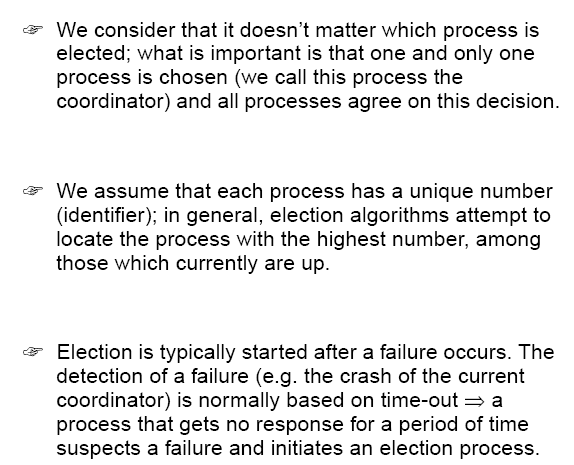 ☞ We consider that it doesn't matter which process is
elected; what is important is that one and only one
process is chosen (we call this process the
coordinator) and all processes agree on this decision.
☞ We assume that each process has a unique number
(identifier); in general, election algorithms attempt to
locate the process with the highest number, among
those which currently are up.
☞ Election is typically started after a failure occurs. The
detection of a failure (e.g. the crash of the current
coordinator) is normally based on time-out ⇒ a
process that gets no response for a period of time
suspects a failure and initiates an election process.